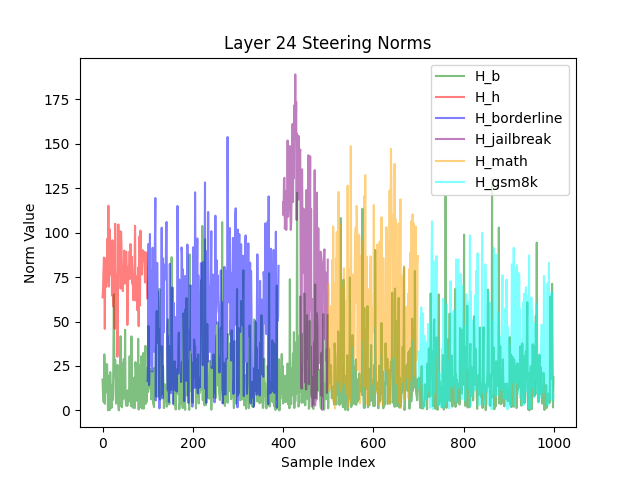 Layer 24 Steering Norms
H_b
H_h
H_borderline
H_jailbreak
H_math
H_gsm8k
Norm Value
175
150
125
100
75
50
25
0
0 200 400 600 800 1000
Sample Index